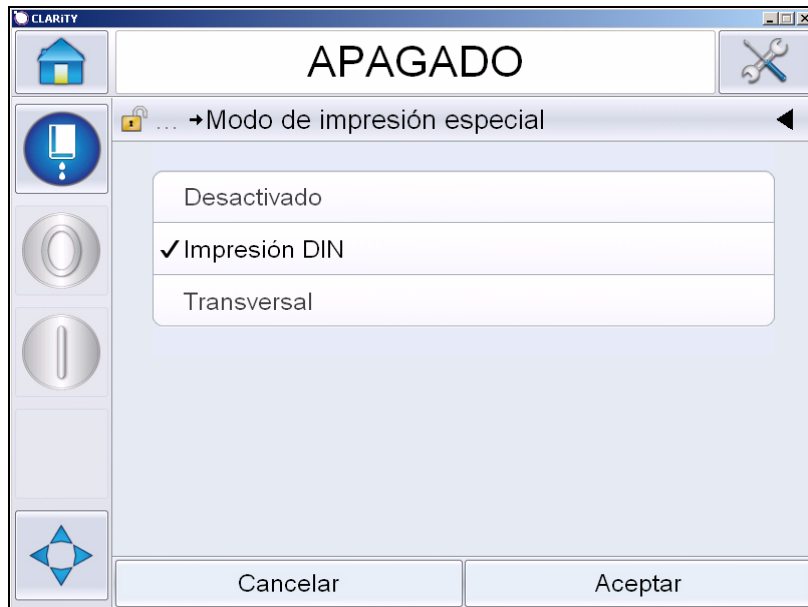 CLARiTY
APAGADO
... →Modo de impresión especial
Desactivado
✓Impresión DIN
Transversal
Cancelar
Aceptar